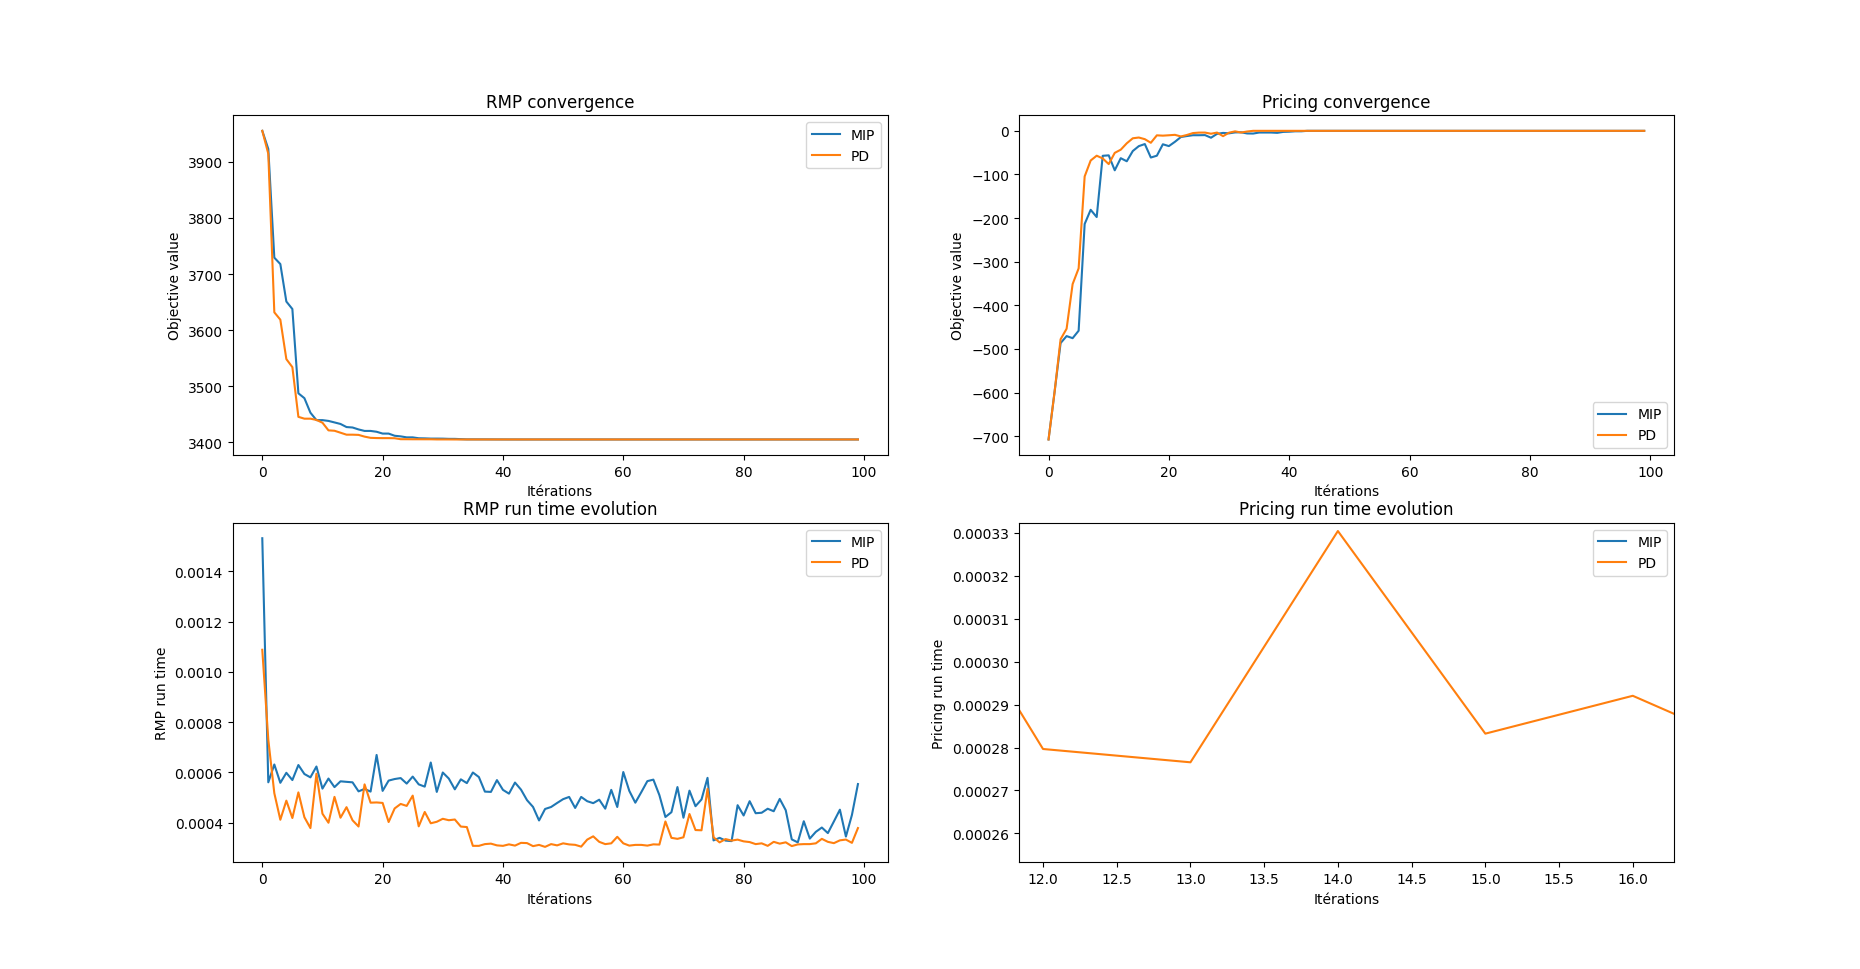 RMP convergence
Objective value
3900
3800
3700
3600
3500
3400
0 20 40 60 80 100
Itérations
MIP
PD
Pricing convergence
Objective value
0
−100
−200
−300
−400
−500
−600
−700
0 20 40 60 80 100
Itérations
MIP
PD
RMP run time evolution
RMP run time
0.0014
0.0012
0.0010
0.0008
0.0006
0.0004
0 20 40 60 80 100
Itérations
MIP
PD
Pricing run time evolution
Pricing run time
0.00033
0.00032
0.00031
0.00030
0.00029
0.00028
0.00027
0.00026
12.0 12.5 13.0 13.5 14.0 14.5 15.0 15.5 16.0
Itérations
MIP
PD